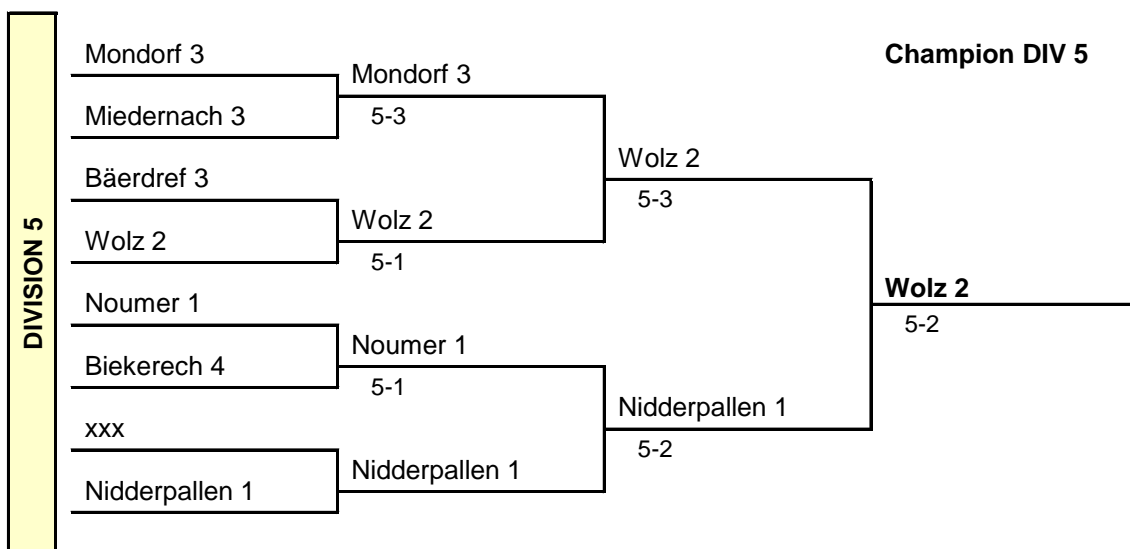 DIVISION 5
Mondorf 3
Miedernach 3
Bäerdref 3
Wolz 2
Noumer 1
Biekerech 4
xxx
Nidderpallen 1
Mondorf 3
5-3
Wolz 2
5-1
Noumer 1
5-1
Nidderpallen 1
Wolz 2
5-3
Nidderpallen 1
5-2
Champion DIV 5
Wolz 2
5-2